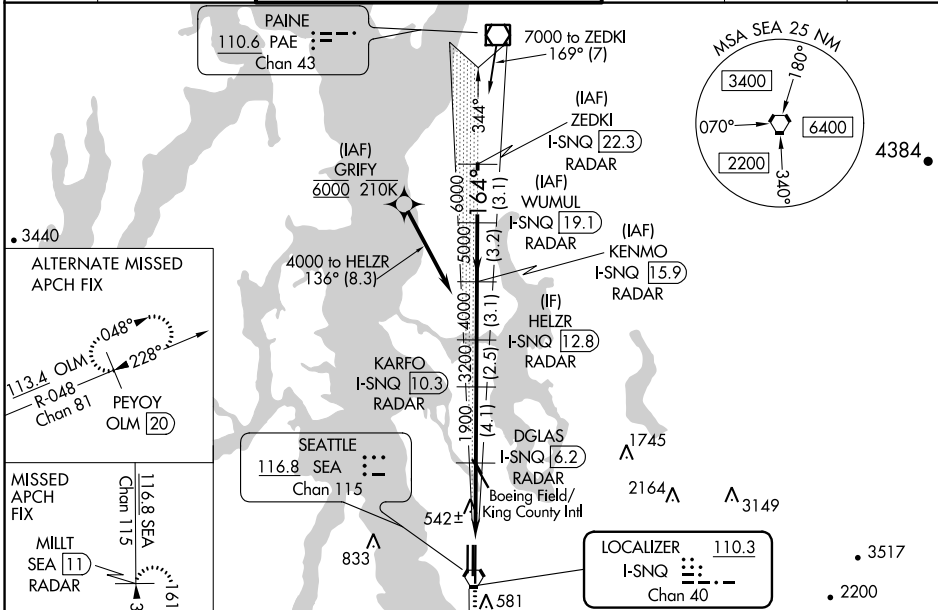 PAINE
110.6 PAE
Chan 43
7000 to ZEDKI
169° (7)
MSA SEA 25 NM
180°
3400
070°
6400
2200
340°
4384
344°
(IAF)
ZEDKI
I-SNQ 22.3
RADAR
(IAF)
GRIFY
6000 210K
6000
164°
(3.1)
(IAF)
WUMUL
I-SNQ 19.1
RADAR
5000
(3.2)
(IAF)
KENMO
I-SNQ 15.9
RADAR
3440
4000 to HELZR
136° (8.3)
ALTERNATE MISSED
APCH FIX
048°
228°
113.4 OLM
R-048
Chan 81
PEYOY
OLM 20
4000
(3.1)
(IF)
HELZR
I-SNQ 12.8
RADAR
3200
(2.5)
KARFO
I-SNQ 10.3
RADAR
1900
(4.1)
DGLAS
I-SNQ 6.2
RADAR
Boeing Field/
King County Intl
1745
2164
3149
SEATTLE
116.8 SEA
Chan 115
542±
833
MISSED
APCH
FIX
116.8 SEA
Chan 115
MILLT
SEA 11
RADAR
161
3
LOCALIZER 110.3
I-SNQ
Chan 40
581
3517
2200